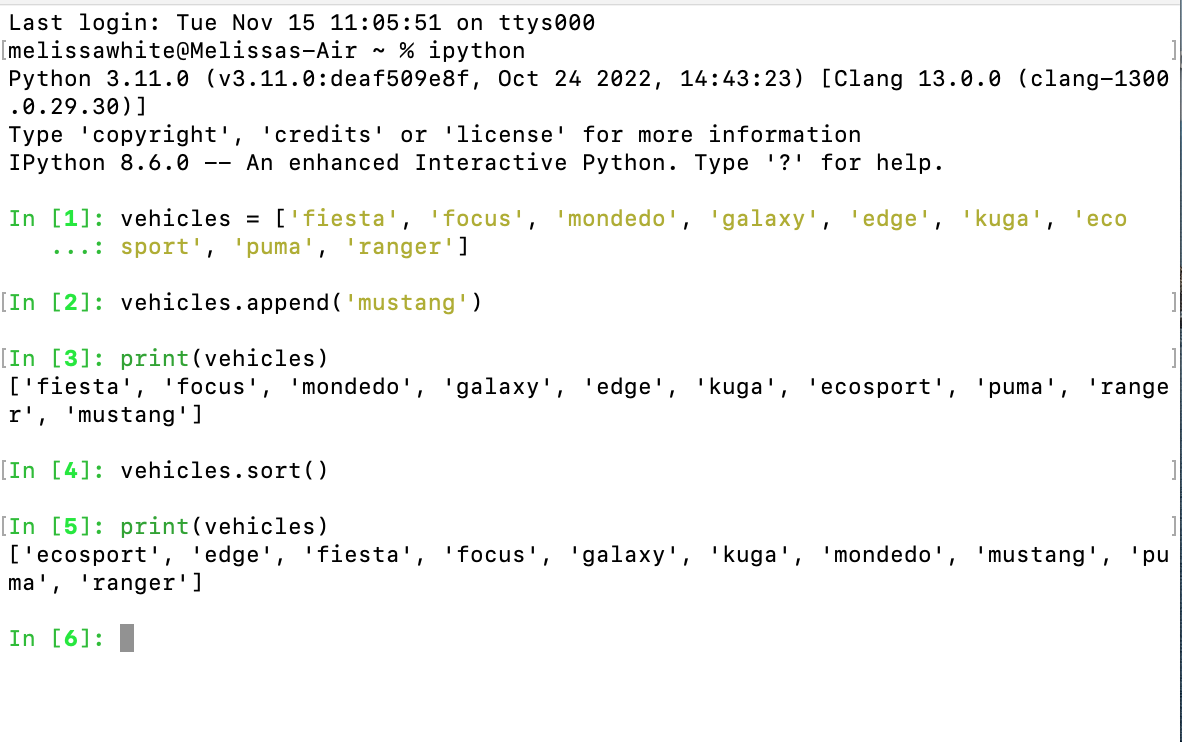 Last login: Tue Nov 15 11:05:51 on ttys000
[melissawhite@Melissas-Air ~ % ipython ]
Python 3.11.0 (v3.11.0:deaf509e8f, Oct 24 2022, 14:43:23) [Clang 13.0.0 (clang-1300
.0.29.30)]
Type 'copyright', 'credits' or 'license' for more information
IPython 8.6.0 -- An enhanced Interactive Python. Type '?' for help.
In [1]: vehicles = ['fiesta', 'focus', 'mondedo', 'galaxy', 'edge', 'kuga', 'eco
...: sport', 'puma', 'ranger']
[In [2]: vehicles.append('mustang') ]
[In [3]: print(vehicles) ]
['fiesta', 'focus', 'mondedo', 'galaxy', 'edge', 'kuga', 'ecosport', 'puma', 'range
r', 'mustang']
[In [4]: vehicles.sort() ]
[In [5]: print(vehicles) ]
['ecosport', 'edge', 'fiesta', 'focus', 'galaxy', 'kuga', 'mondedo', 'mustang', 'pu
ma', 'ranger']
In [6]: